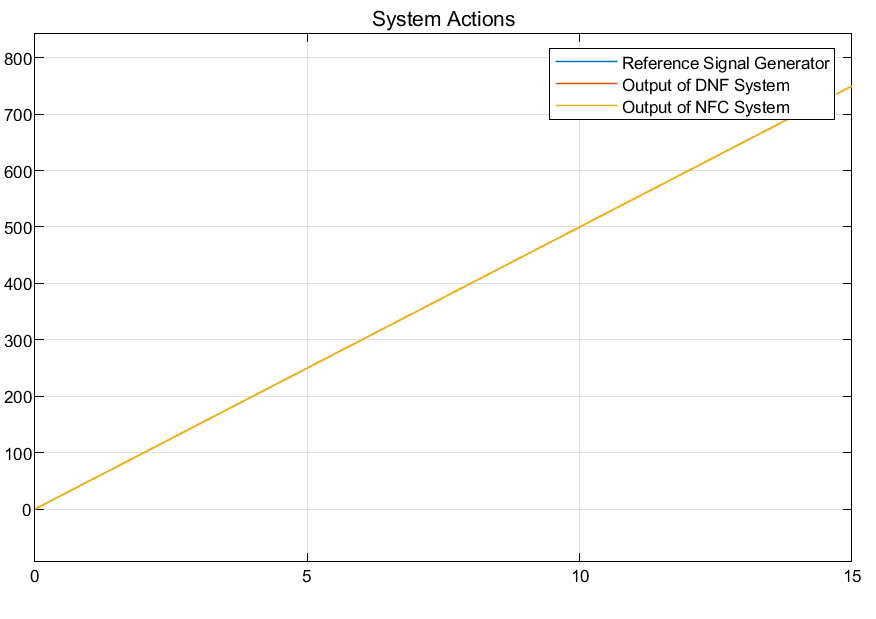 System Actions
Reference Signal Generator
Output of DNF System
Output of NFC System
800
700
600
500
400
300
200
100
0
0 5 10 15